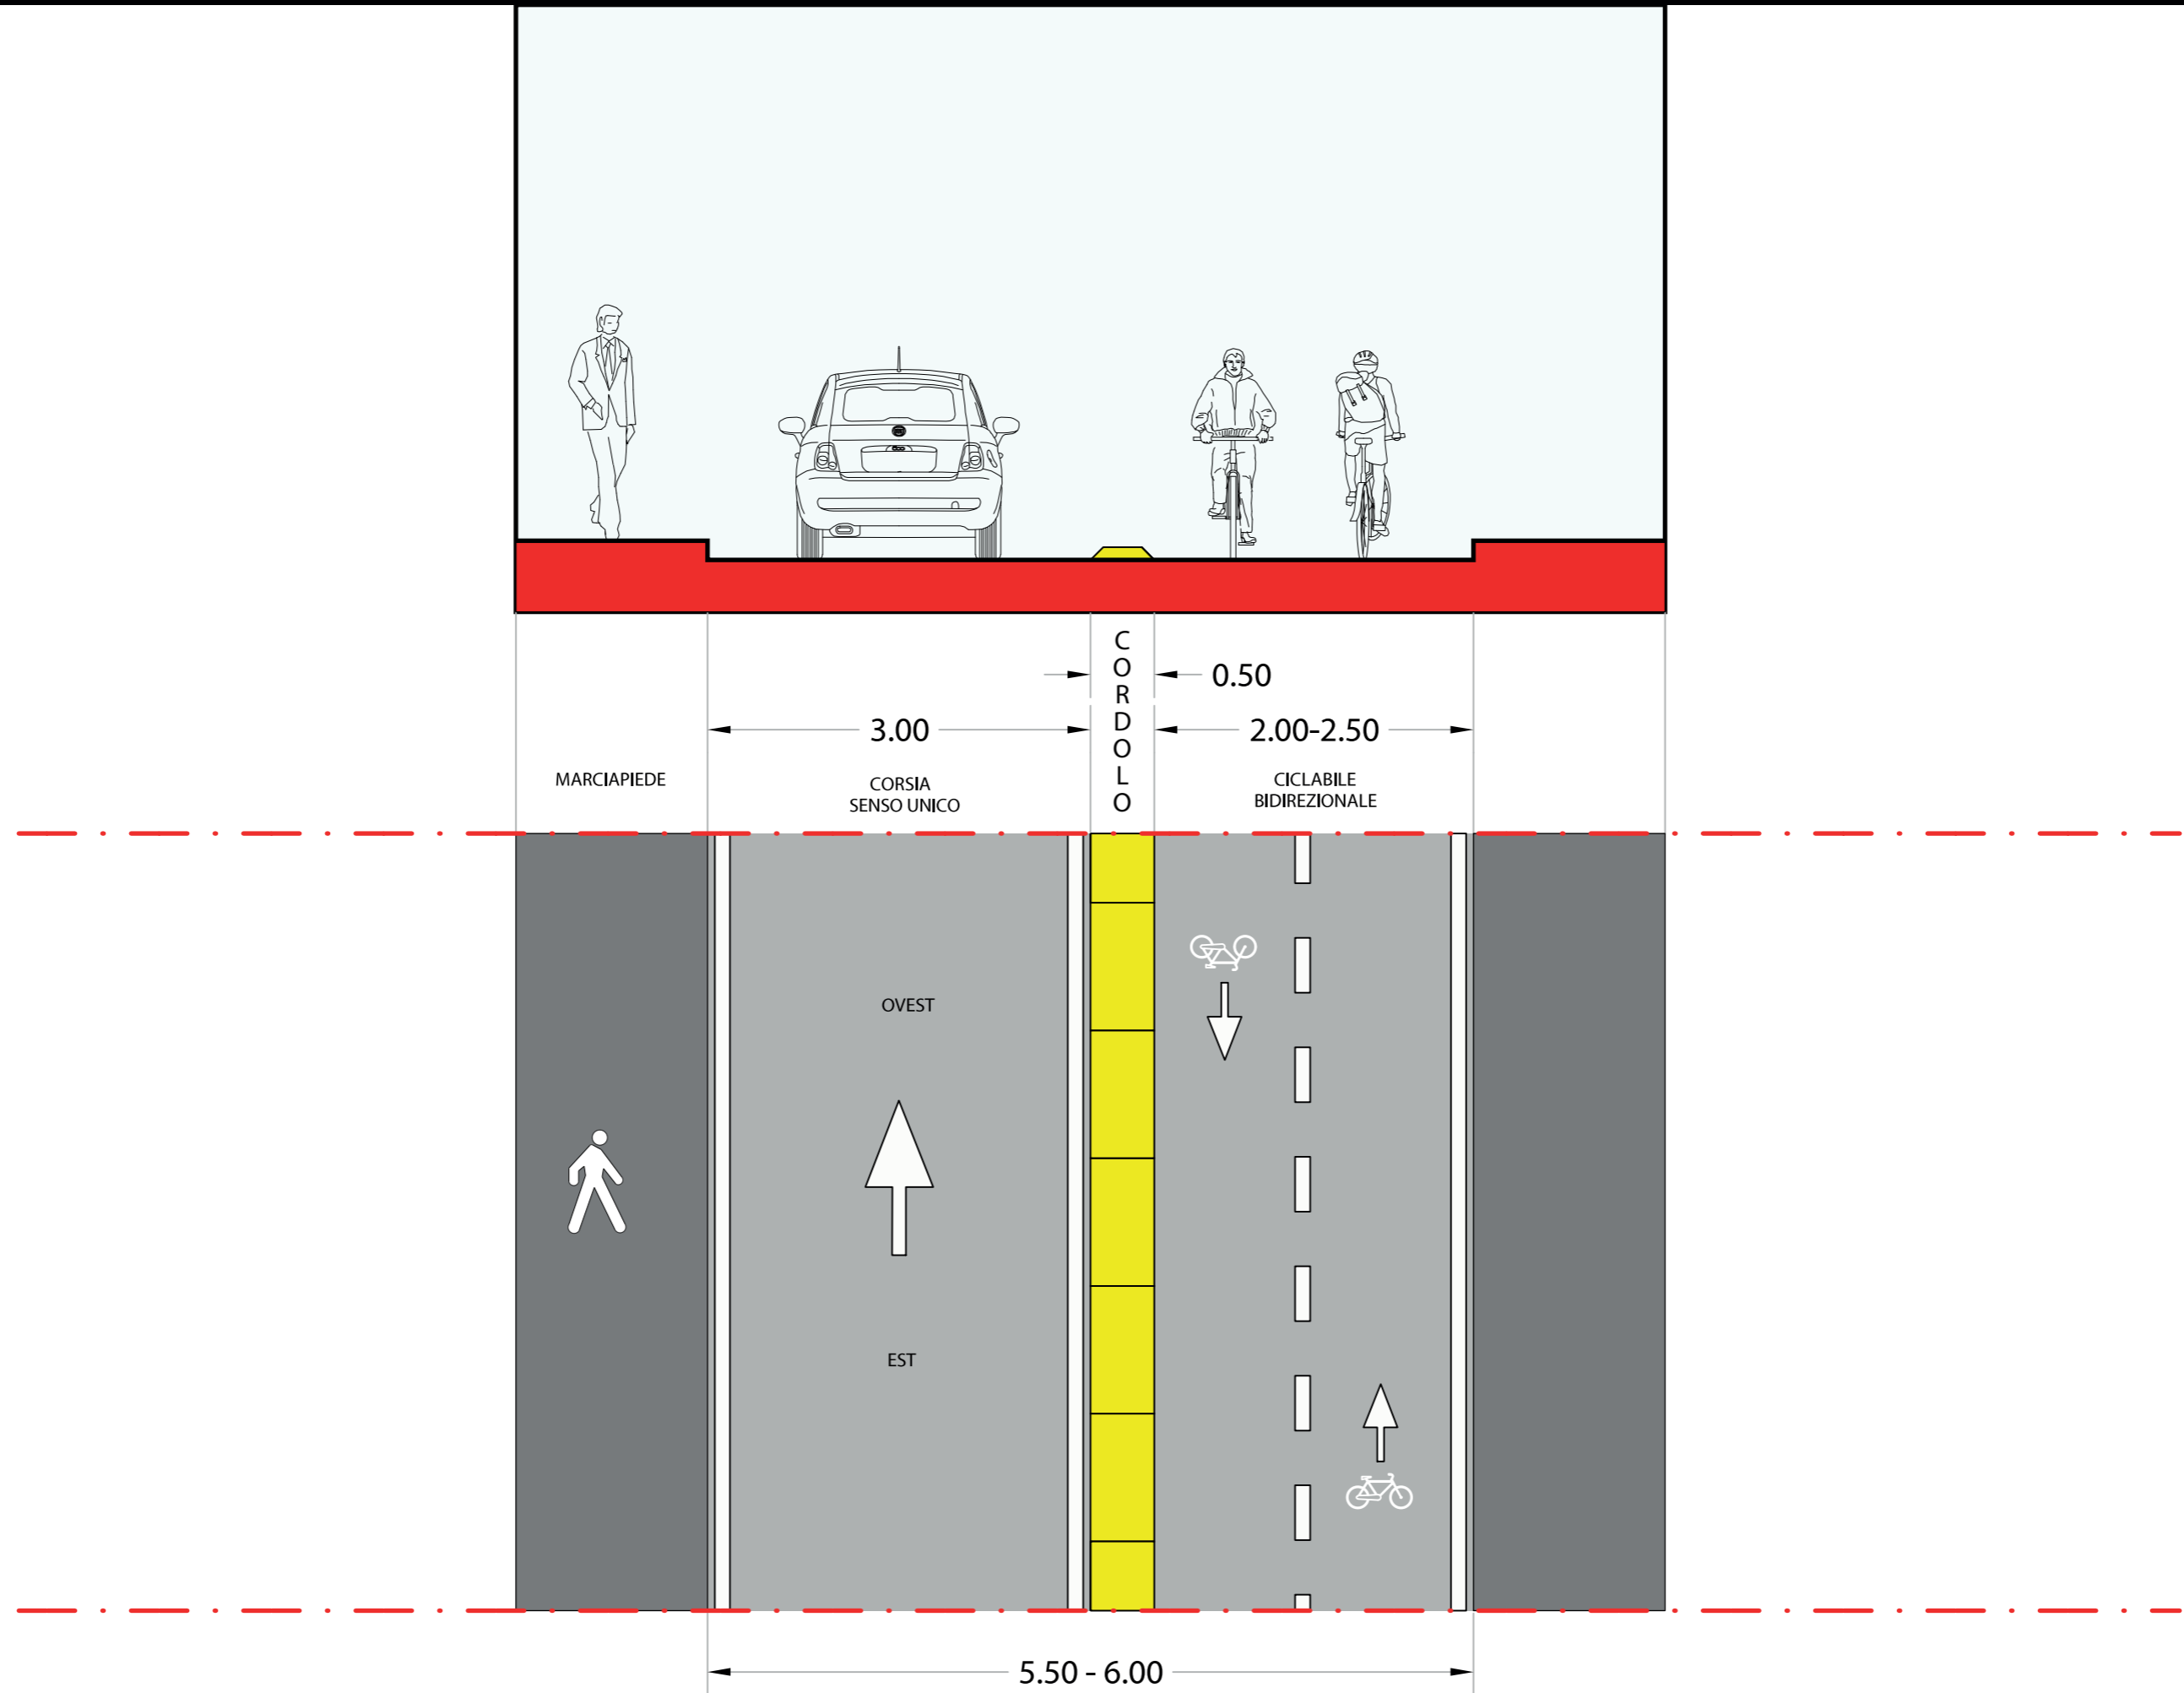 CORDOLO
0.50
3.00
2.00-2.50
MARCIAPIEDE
CORSIA
SENSO UNICO
CICLABILE
BIDIREZIONALE
OVEST
EST
5.50 - 6.00